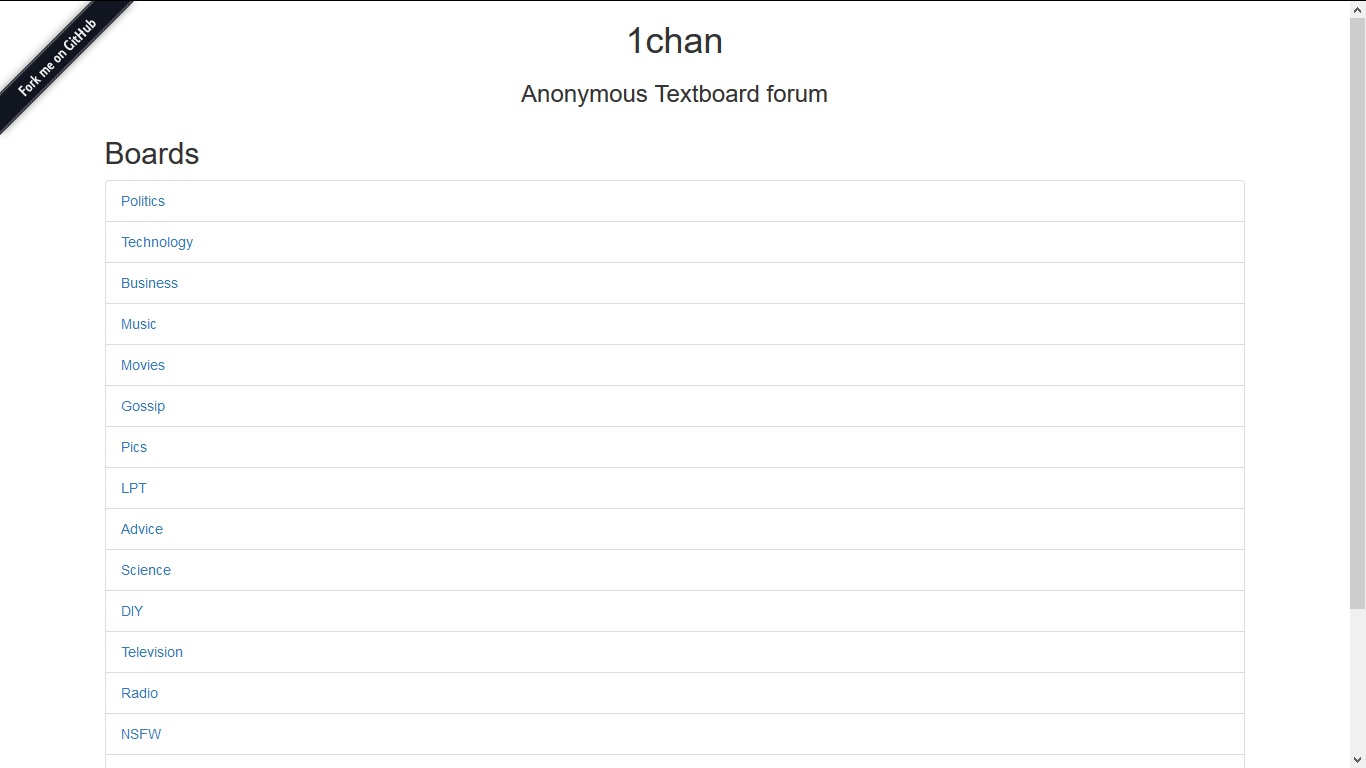 Fork me on GitHub
1chan
Anonymous Textboard forum
Boards
Politics
Technology
Business
Music
Movies
Gossip
Pics
LPT
Advice
Science
DIY
Television
Radio
NSFW